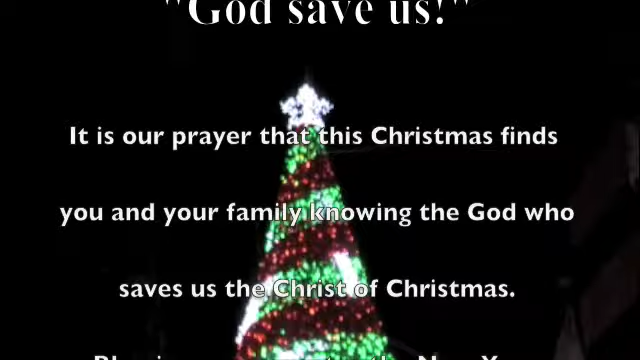 "God save us!"
It is our prayer that this Christmas finds
you and your family knowing the God who
saves us the Christ of Christmas.